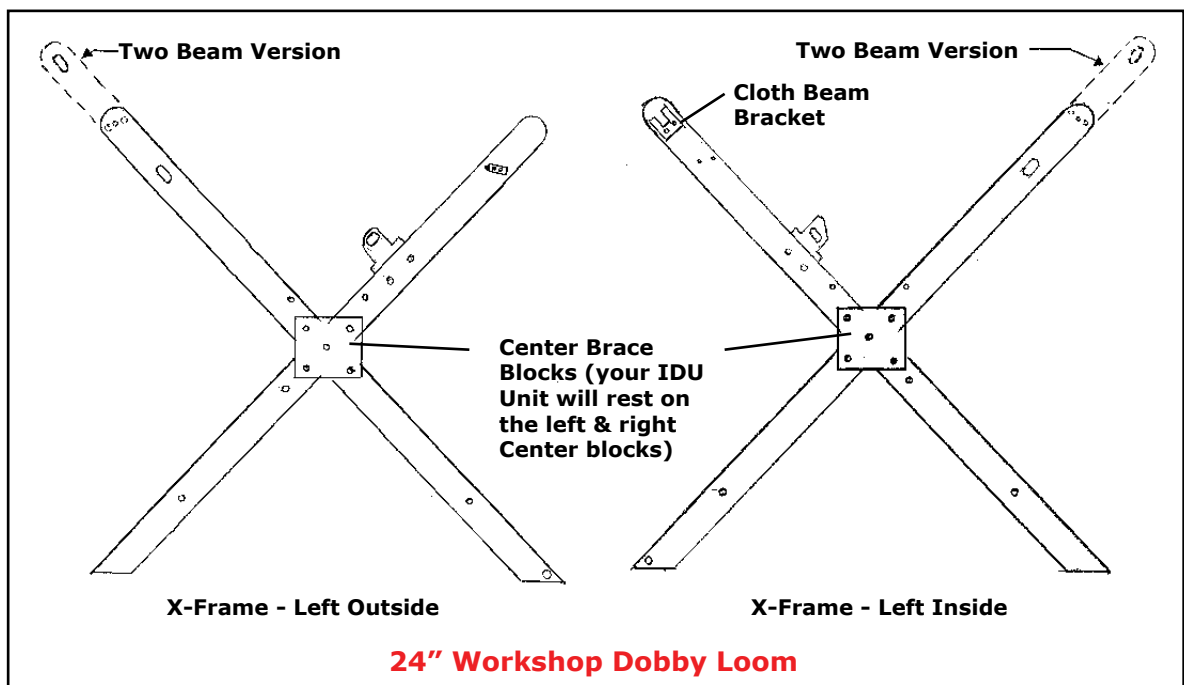 Two Beam Version
Two Beam Version
Cloth Beam
Bracket
Center Brace
Blocks (your IDU
Unit will rest on
the left & right
Center blocks)
X-Frame - Left Outside
X-Frame - Left Inside
24” Workshop Dobby Loom